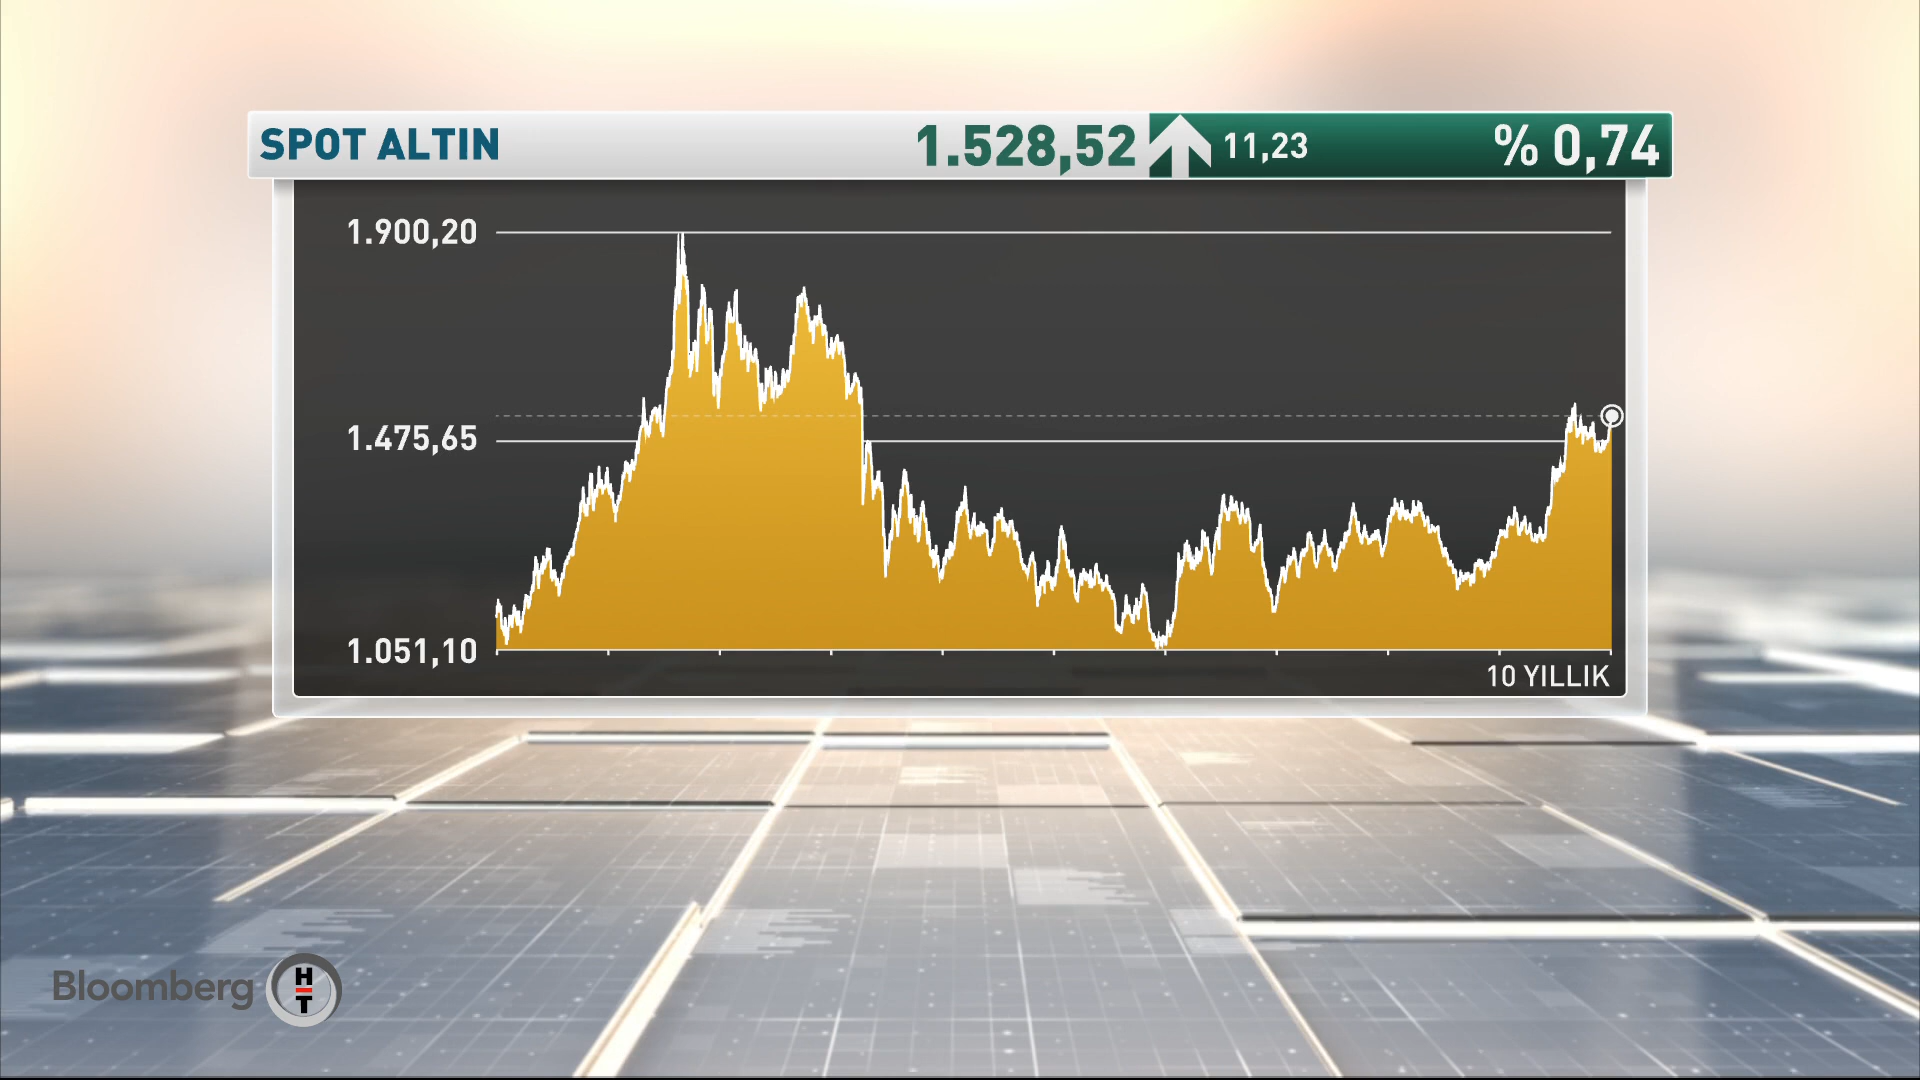 SPOT ALTIN 1.528,52 11,23 % 0,74
1.900,20
1.475,65
1.051,10
10 YILLIK
Bloomberg HT